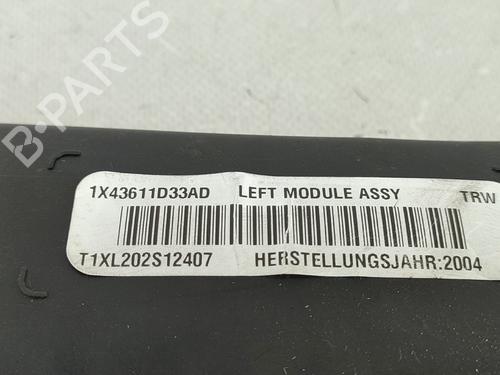 B-PARTS
1X43611D33AD LEFT MODULE ASSY TRW
T1XL202S12407 HERSTELLUNGSJAHR:2004